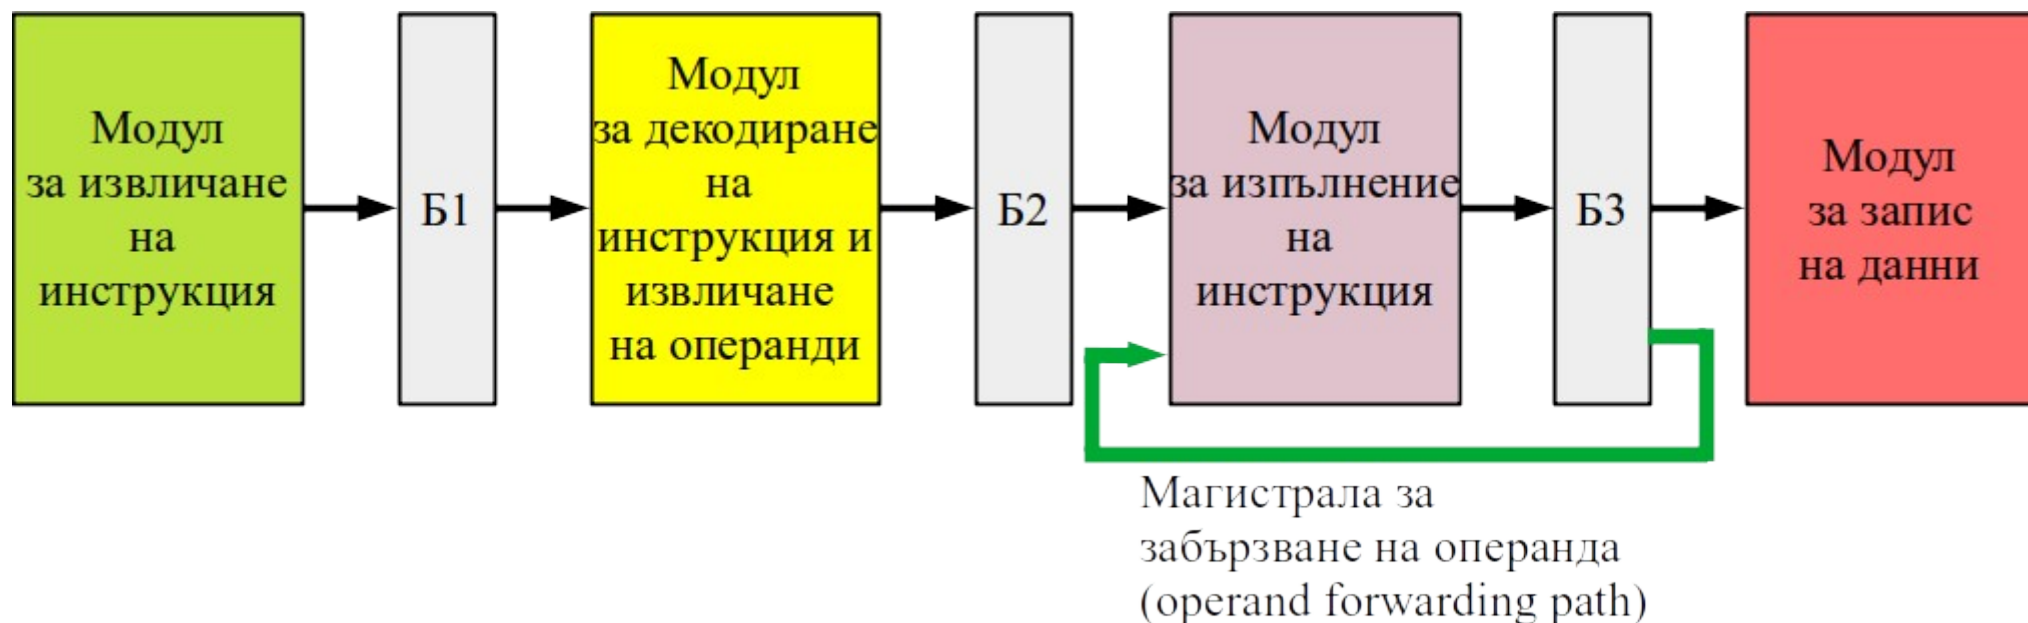 Модул
за извличане
на
инструкция
Б1
Модул
за декодиране
на
инструкция и
извличане
на операнди
Б2
Модул
за изпълнение
на
инструкция
Б3
Модул
за запис
на данни
Магистрала за
забързване на операнда
(operand forwarding path)